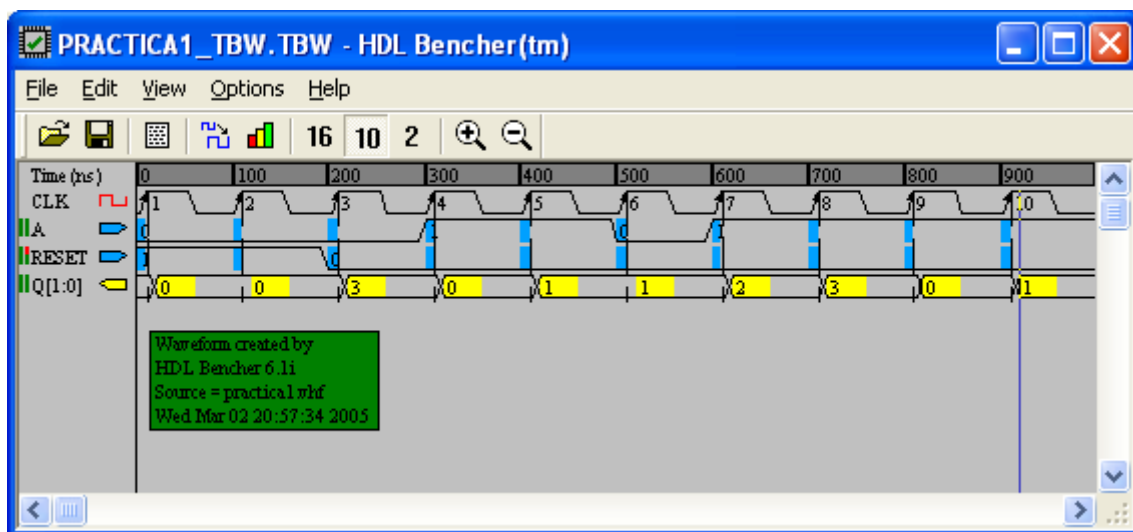 PRACTICA1_TBW.TBW - HDL Bencher(tm)
File Edit View Options Help
16 10 2
Time (ns) 0 100 200 300 400 500 600 700 800 900
CLK 1 2 3 4 5 6 7 8 9 10
A 0 1 0 1
RESET 1 0
Q[1:0] 0 0 3 0 1 1 2 3 0 1
Waveform created by
HDL Bencher 6.1i
Source = practica1.vhf
Wed Mar 02 20:57:34 2005